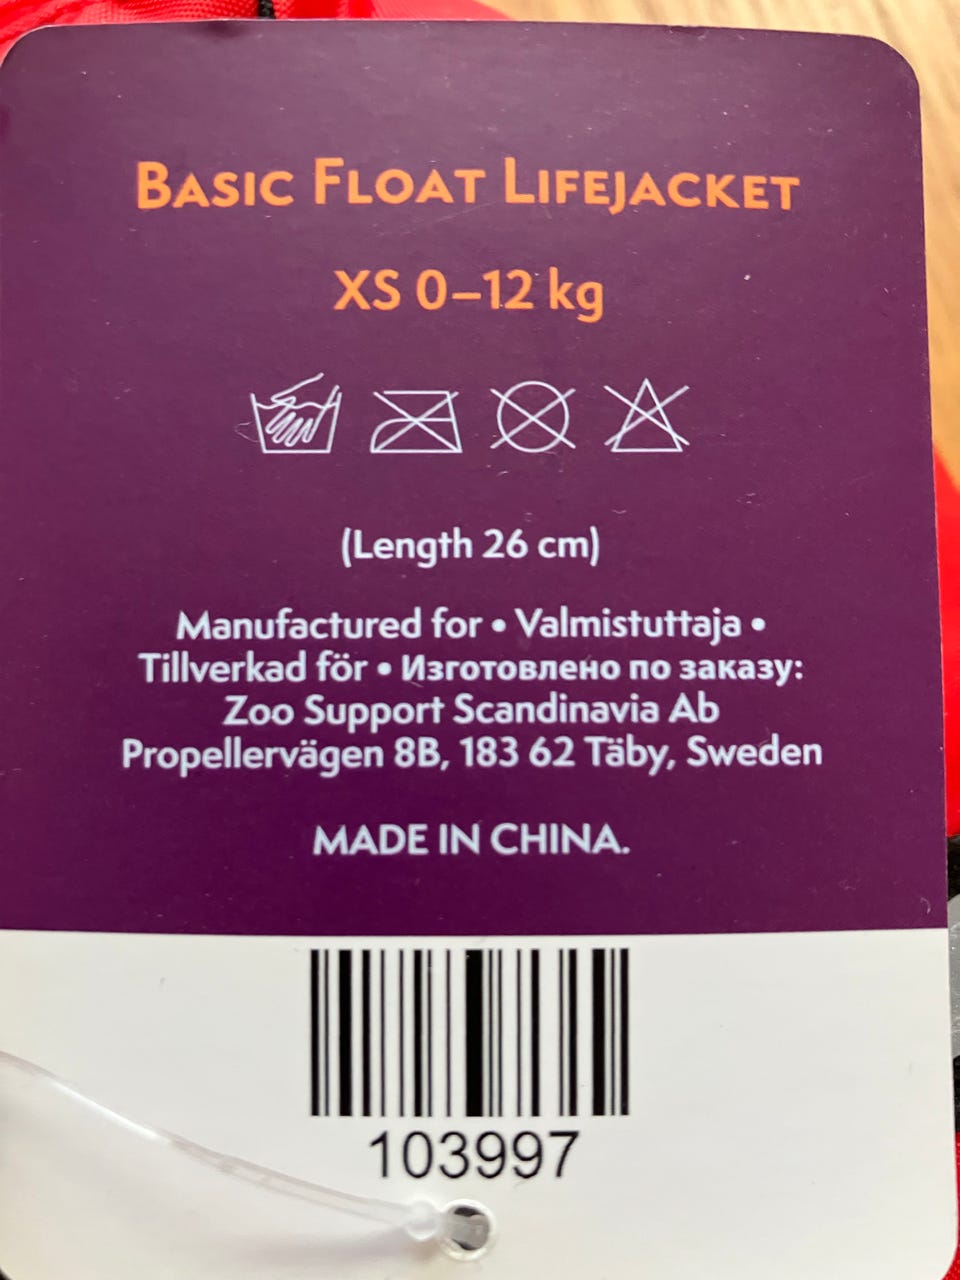 Basic Float Lifejacket
XS 0–12 kg
(Length 26 cm)
Manufactured for • Valmistuttaja •
Tillverkad för • Изготовлено по заказу:
Zoo Support Scandinavia Ab
Propellervägen 8B, 183 62 Täby, Sweden
MADE IN CHINA.
103997